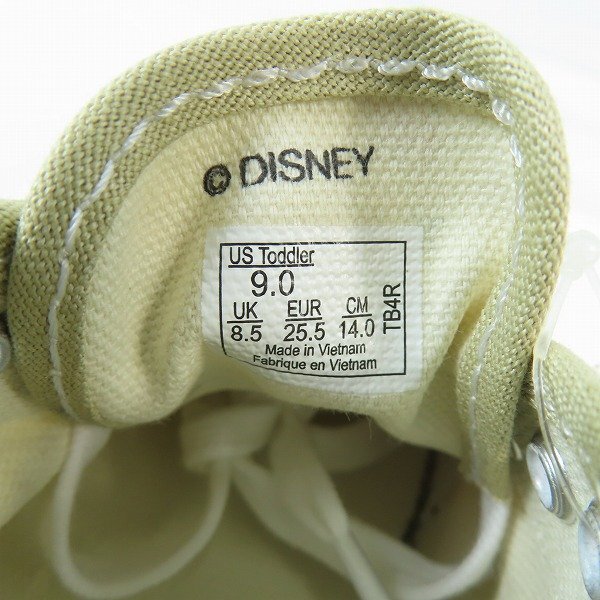 © DISNEY
US Toddler
9.0
UK EUR CM
8.5 25.5 14.0
Made in Vietnam
Fabrique en Vietnam
TB4R